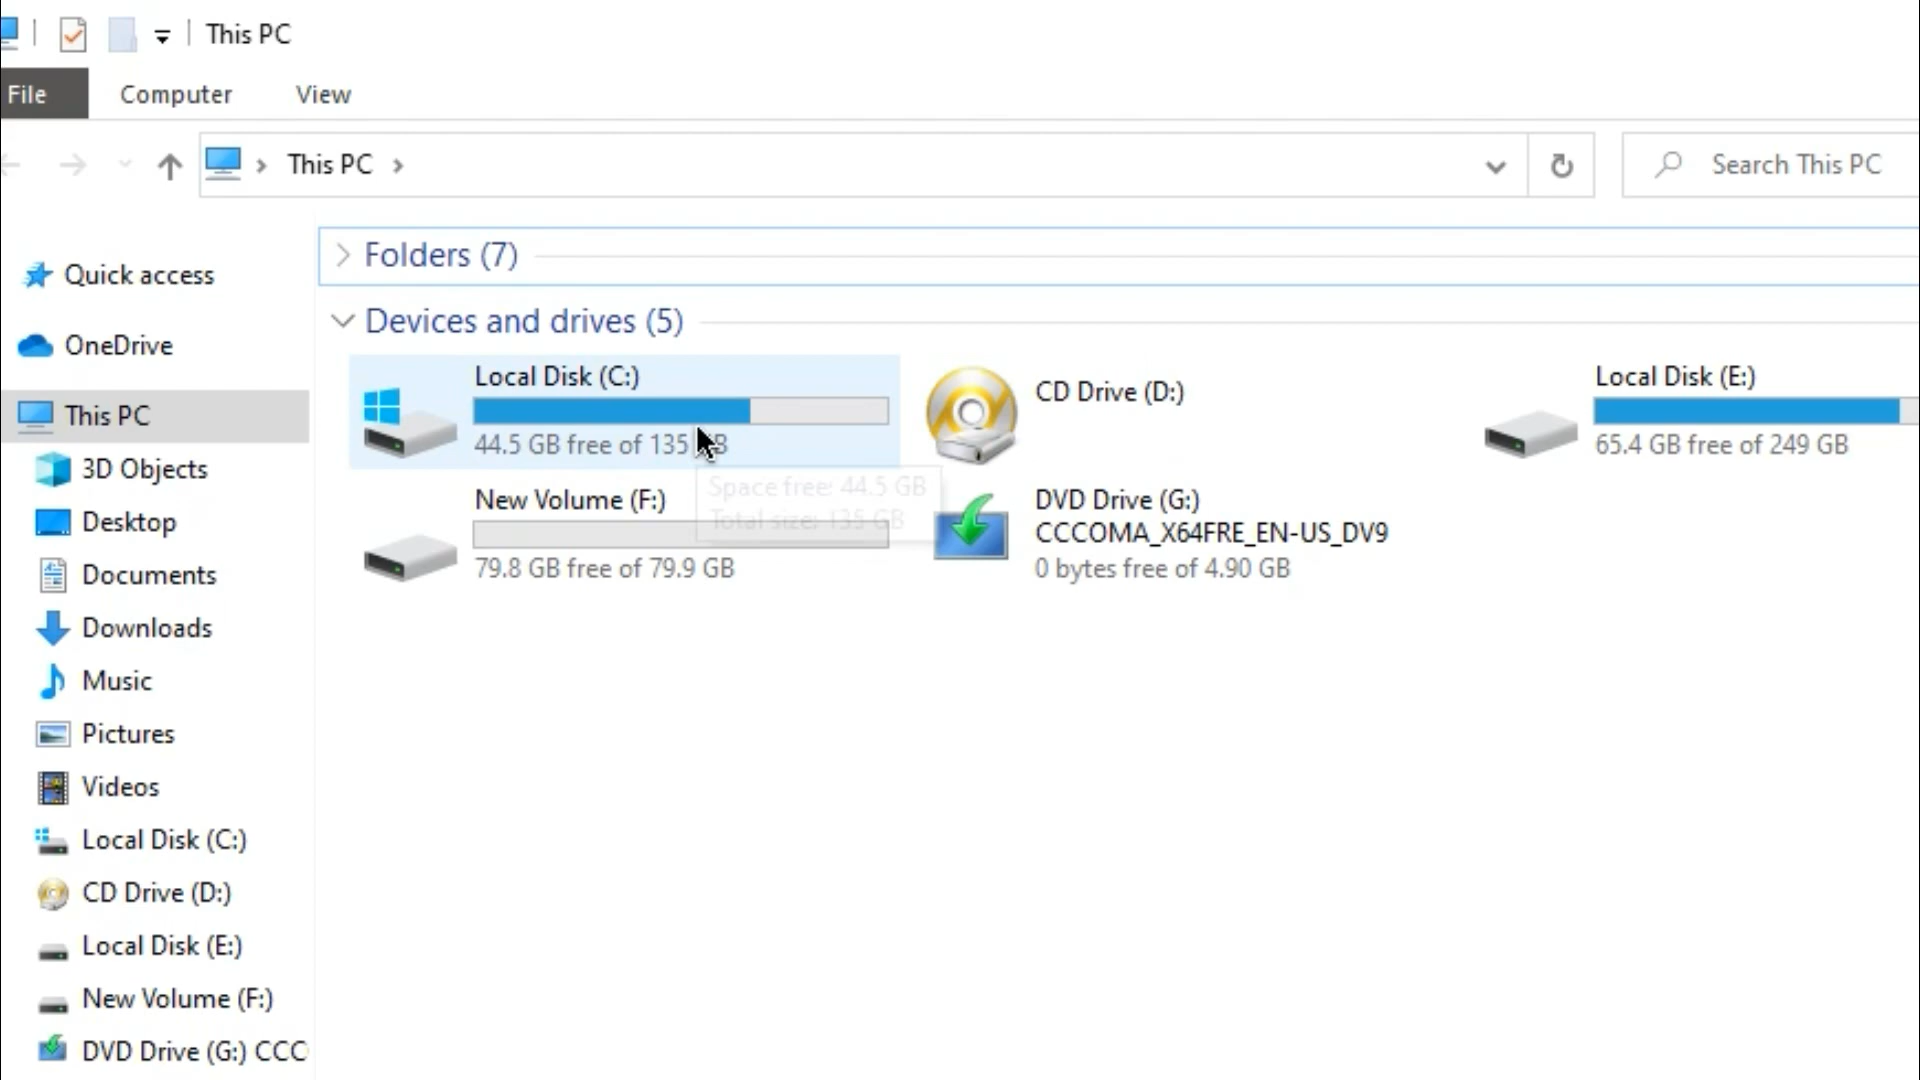 This PC
File Computer View
This PC
Search This PC
Quick access
OneDrive
This PC
3D Objects
Desktop
Documents
Downloads
Music
Pictures
Videos
Local Disk (C:)
CD Drive (D:)
Local Disk (E:)
New Volume (F:)
DVD Drive (G:) CCC
Folders (7)
Devices and drives (5)
Local Disk (C:)
44.5 GB free of 135 GB
CD Drive (D:)
Local Disk (E:)
65.4 GB free of 249 GB
New Volume (F:)
79.8 GB free of 79.9 GB
Space free: 44.5 GB
Total size: 135 GB
DVD Drive (G:)
CCCOMA_X64FRE_EN-US_DV9
0 bytes free of 4.90 GB